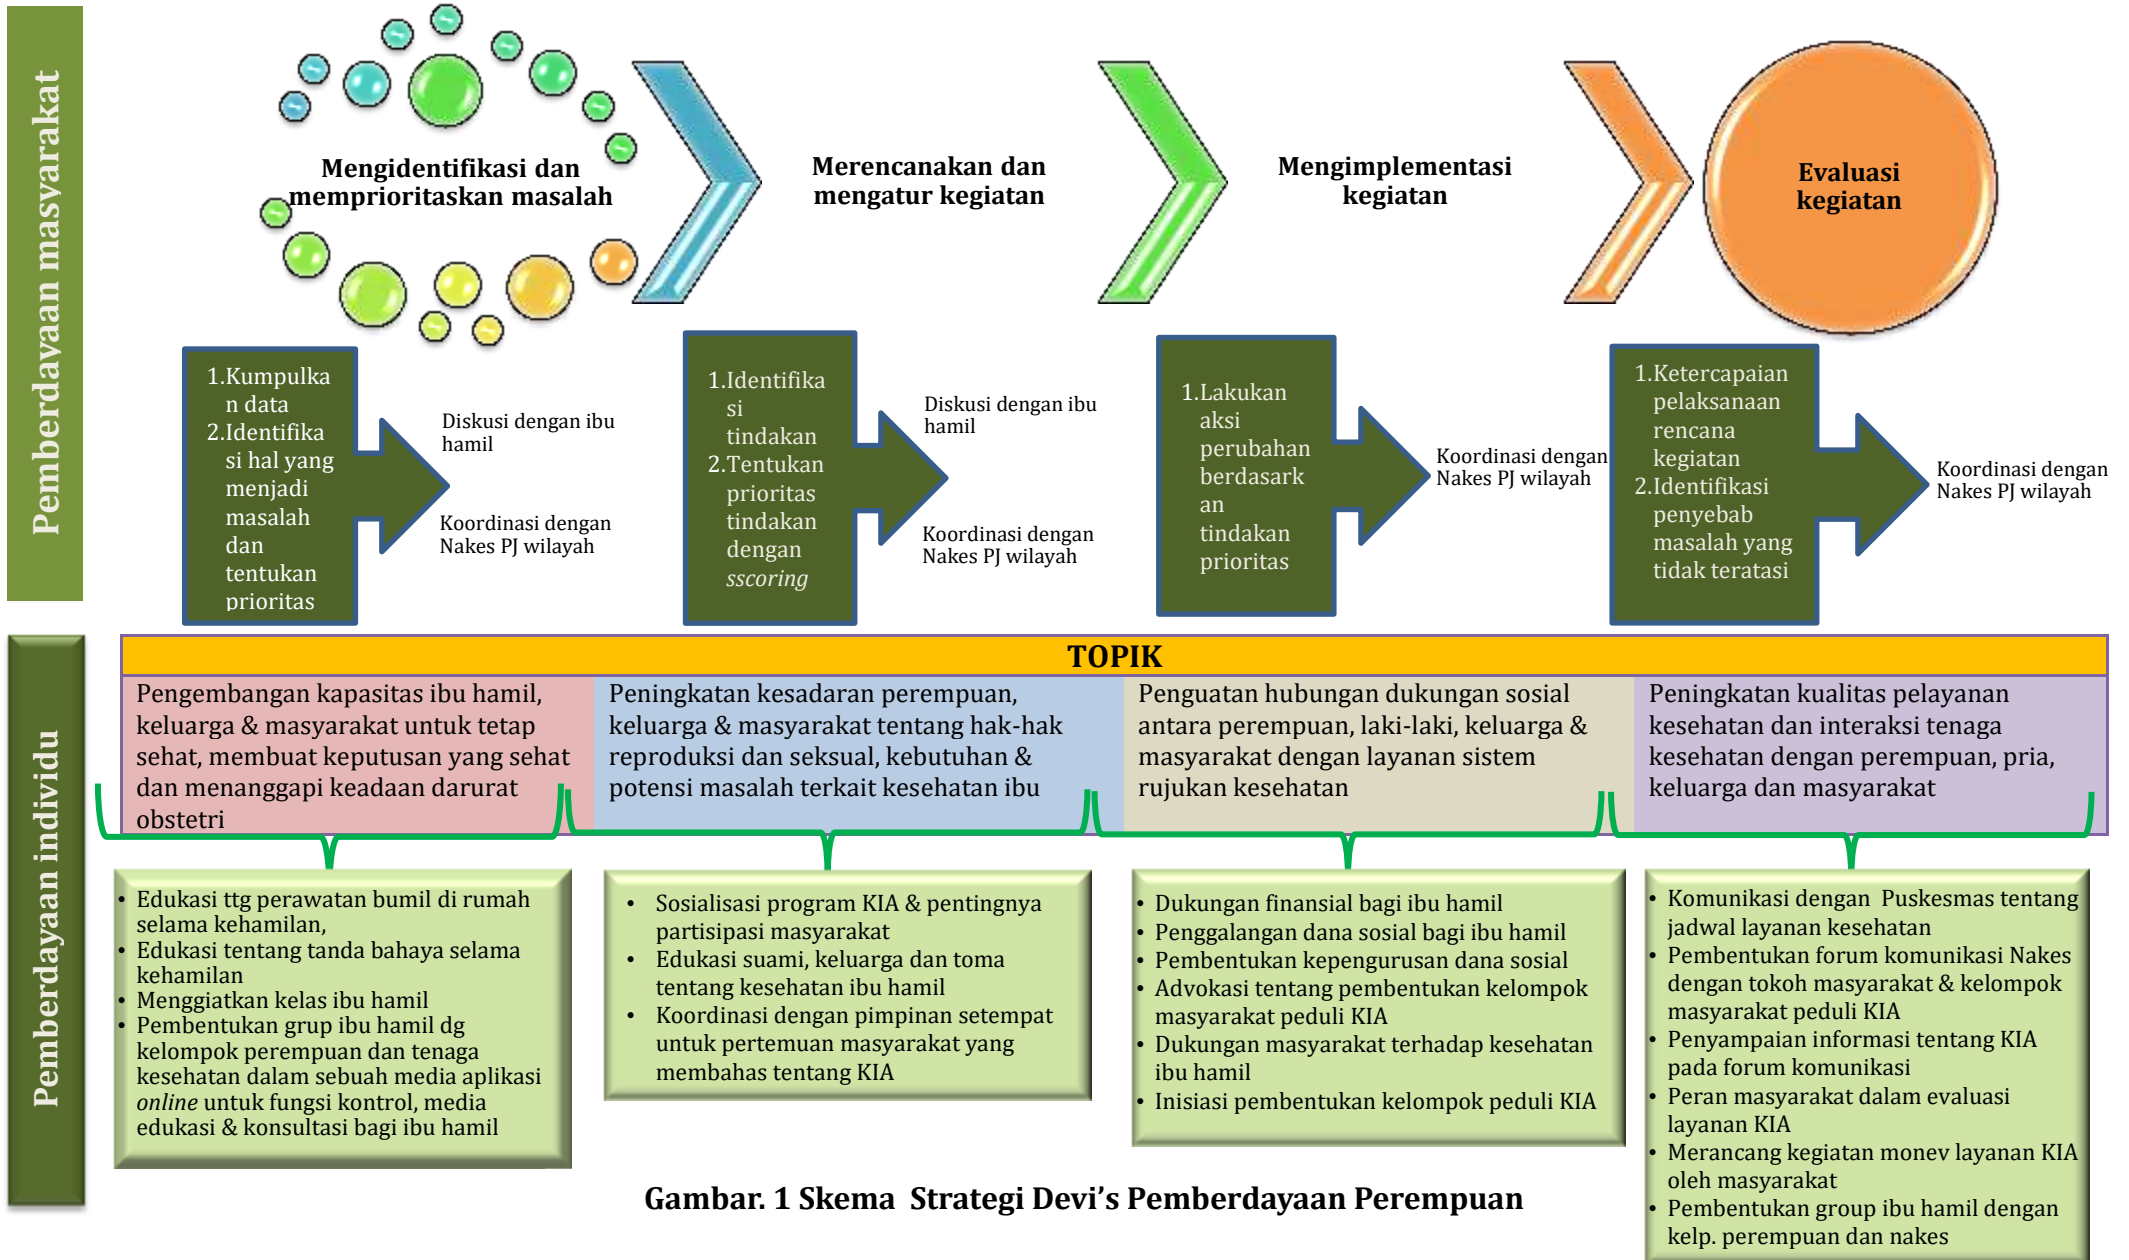 Pemberdayaan masyarakat
Mengidentifikasi dan
memprioritaskan masalah
Merencanakan dan
mengatur kegiatan
Mengimplementasi
kegiatan
Evaluasi
kegiatan
1.Kumpulka
n data
2.Identifika
si hal yang
menjadi
masalah
dan
tentukan
prioritas
Diskusi dengan ibu
hamil
Koordinasi dengan
Nakes PJ wilayah
1.Identifika
si
tindakan
2.Tentukan
prioritas
tindakan
dengan
sscoring
Diskusi dengan ibu
hamil
Koordinasi dengan
Nakes PJ wilayah
1.Lakukan
aksi
perubahan
berdasark
an
tindakan
prioritas
Koordinasi dengan
Nakes PJ wilayah
1.Ketercapaian
pelaksanaan
rencana
kegiatan
2.Identifikasi
penyebab
masalah yang
tidak teratasi
Koordinasi dengan
Nakes PJ wilayah
Pemberdayaan individu
TOPIK
Pengembangan kapasitas ibu hamil,
keluarga & masyarakat untuk tetap
sehat, membuat keputusan yang sehat
dan menanggapi keadaan darurat
obstetri
Peningkatan kesadaran perempuan,
keluarga & masyarakat tentang hak-hak
reproduksi dan seksual, kebutuhan &
potensi masalah terkait kesehatan ibu
Penguatan hubungan dukungan sosial
antara perempuan, laki-laki, keluarga &
masyarakat dengan layanan sistem
rujukan kesehatan
Peningkatan kualitas pelayanan
kesehatan dan interaksi tenaga
kesehatan dengan perempuan, pria,
keluarga dan masyarakat
• Edukasi ttg perawatan bumil di rumah
selama kehamilan,
• Edukasi tentang tanda bahaya selama
kehamilan
• Menggiatkan kelas ibu hamil
• Pembentukan grup ibu hamil dg
kelompok perempuan dan tenaga
kesehatan dalam sebuah media aplikasi
online untuk fungsi kontrol, media
edukasi & konsultasi bagi ibu hamil
• Sosialisasi program KIA & pentingnya
partisipasi masyarakat
• Edukasi suami, keluarga dan toma
tentang kesehatan ibu hamil
• Koordinasi dengan pimpinan setempat
untuk pertemuan masyarakat yang
membahas tentang KIA
• Dukungan finansial bagi ibu hamil
• Penggalangan dana sosial bagi ibu hamil
• Pembentukan kepengurusan dana sosial
• Advokasi tentang pembentukan kelompok
masyarakat peduli KIA
• Dukungan masyarakat terhadap kesehatan
ibu hamil
• Inisiasi pembentukan kelompok peduli KIA
• Komunikasi dengan Puskesmas tentang
jadwal layanan kesehatan
• Pembentukan forum komunikasi Nakes
dengan tokoh masyarakat & kelompok
masyarakat peduli KIA
• Penyampaian informasi tentang KIA
pada forum komunikasi
• Peran masyarakat dalam evaluasi
layanan KIA
• Merancang kegiatan monev layanan KIA
oleh masyarakat
• Pembentukan group ibu hamil dengan
kelp. perempuan dan nakes
Gambar. 1 Skema Strategi Devi’s Pemberdayaan Perempuan